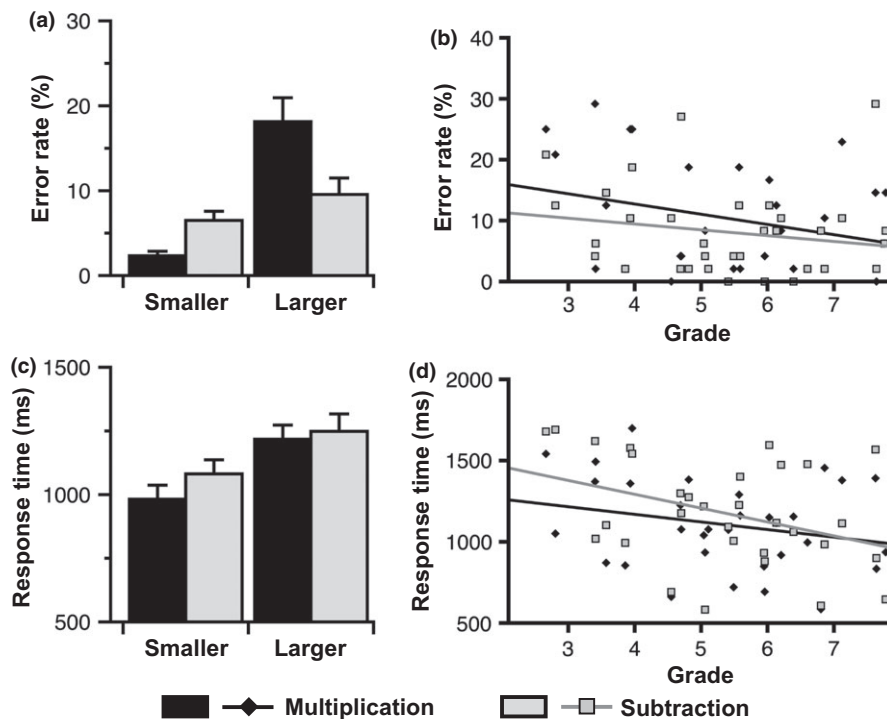 (a)
Error rate (%)
30
20
10
0
Smaller Larger
(b)
Error rate (%)
40
30
20
10
0
3 4 5 6 7
Grade
(c)
Response time (ms)
1500
1000
500
Smaller Larger
(d)
Response time (ms)
2000
1500
1000
500
3 4 5 6 7
Grade
Multiplication Subtraction